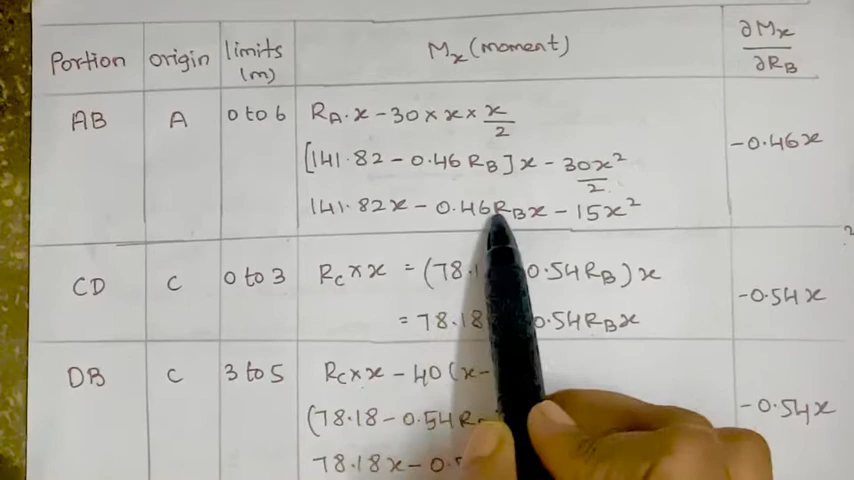 Portion origin limits (m) Mx (moment) ∂Mx/∂RB
AB A 0 to 6 RA.x - 30 × x × x/2
[141.82 - 0.46 RB] x - 30x²/2 -0.46x
141.82x - 0.46RBx - 15x²
CD C 0 to 3 Rc × x = (78.1 0.54RB)x -0.54x
= 78.18 0.54RBx
DB C 3 to 5 Rc × x - 40(x-
(78.18 - 0.54R -0.54x
78.18x - 0.
2